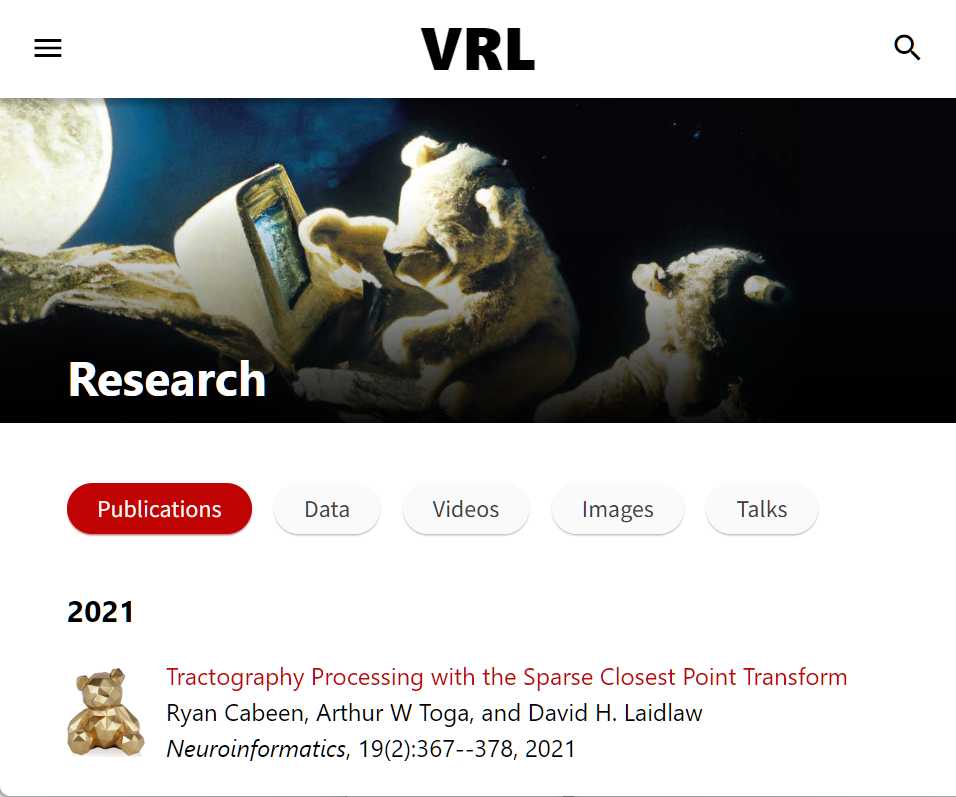 VRL
Research
Publications
Data
Videos
Images
Talks
2021
Tractography Processing with the Sparse Closest Point Transform
Ryan Cabeen, Arthur W Toga, and David H. Laidlaw
Neuroinformatics, 19(2):367--378, 2021